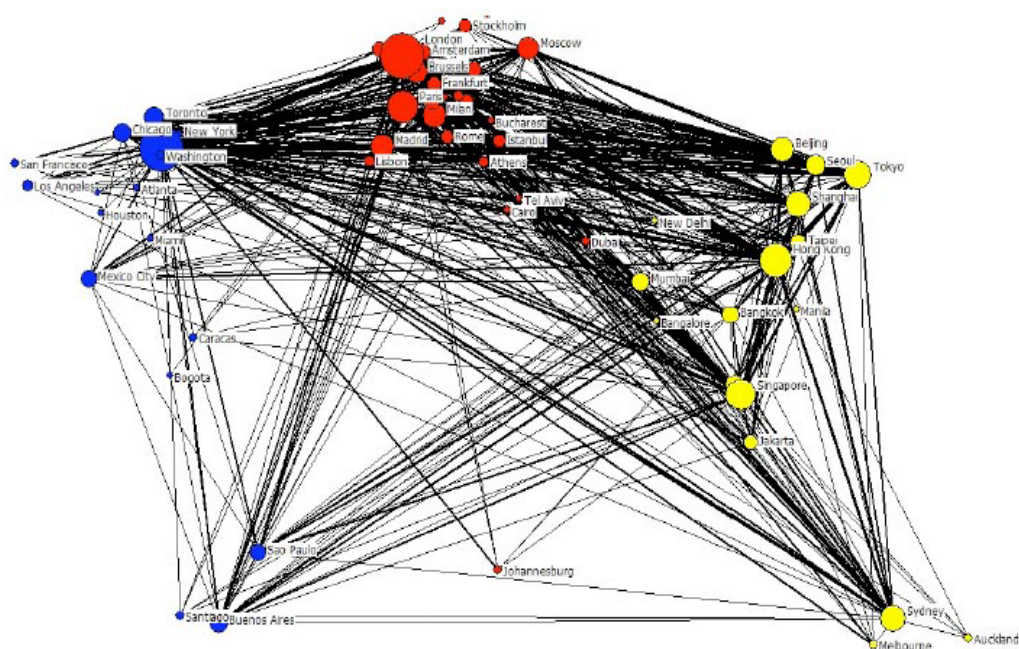 Stockholm
London
Moscow
Amsterdam
Brussels
Frankfurt
Paris
Milan
Toronto
Bucharest
Chicago
New York
Rome
Istanbul
Madrid
Beijing
Washington
Lisbon
Athens
Seoul
San Francisco
Tokyo
Los Angeles
Atlanta
Shanghai
Tel Aviv
Houston
Cairo
New Delhi
Miami
Dubai
Taipei
Hong Kong
Mexico City
Mumbai
Manila
Bangkok
Bangalore
Caracas
Bogota
Singapore
Jakarta
Sao Paulo
Johannesburg
Santiago
Buenos Aires
Sydney
Auckland
Melbourne